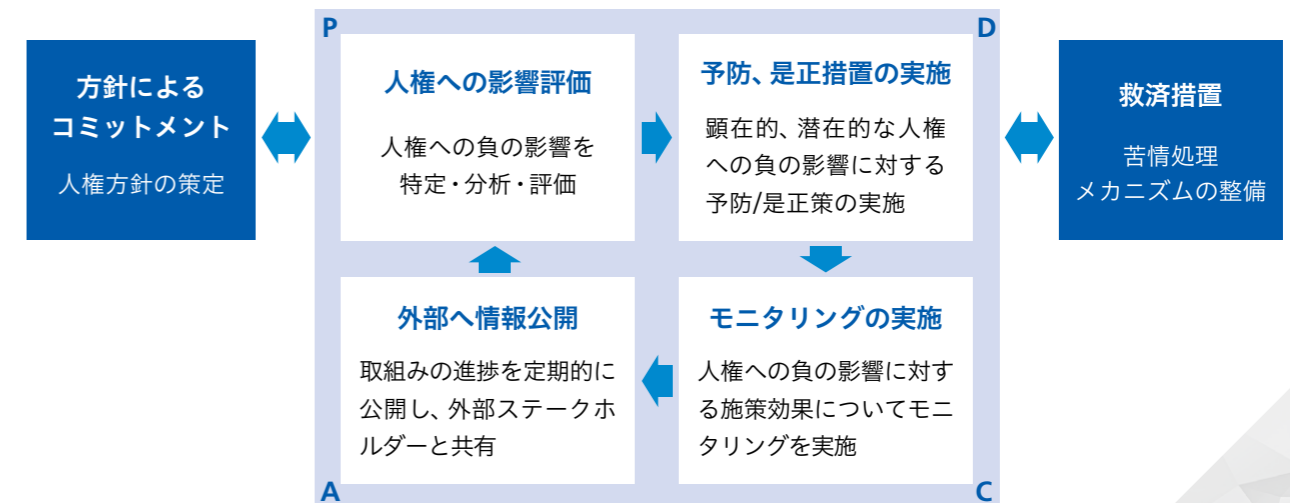 方針による
コミットメント
人権方針の策定
P
人権への影響評価
人権への負の影響を
特定・分析・評価
D
予防、是正措置の実施
顕在的、潜在的な人権
への負の影響に対する
予防/是正策の実施
救済措置
苦情処理
メカニズムの整備
外部へ情報公開
取組みの進捗を定期的に
公開し、外部ステークホ
ルダーと共有
A
モニタリングの実施
人権への負の影響に対す
る施策効果についてモニ
タリングを実施
C